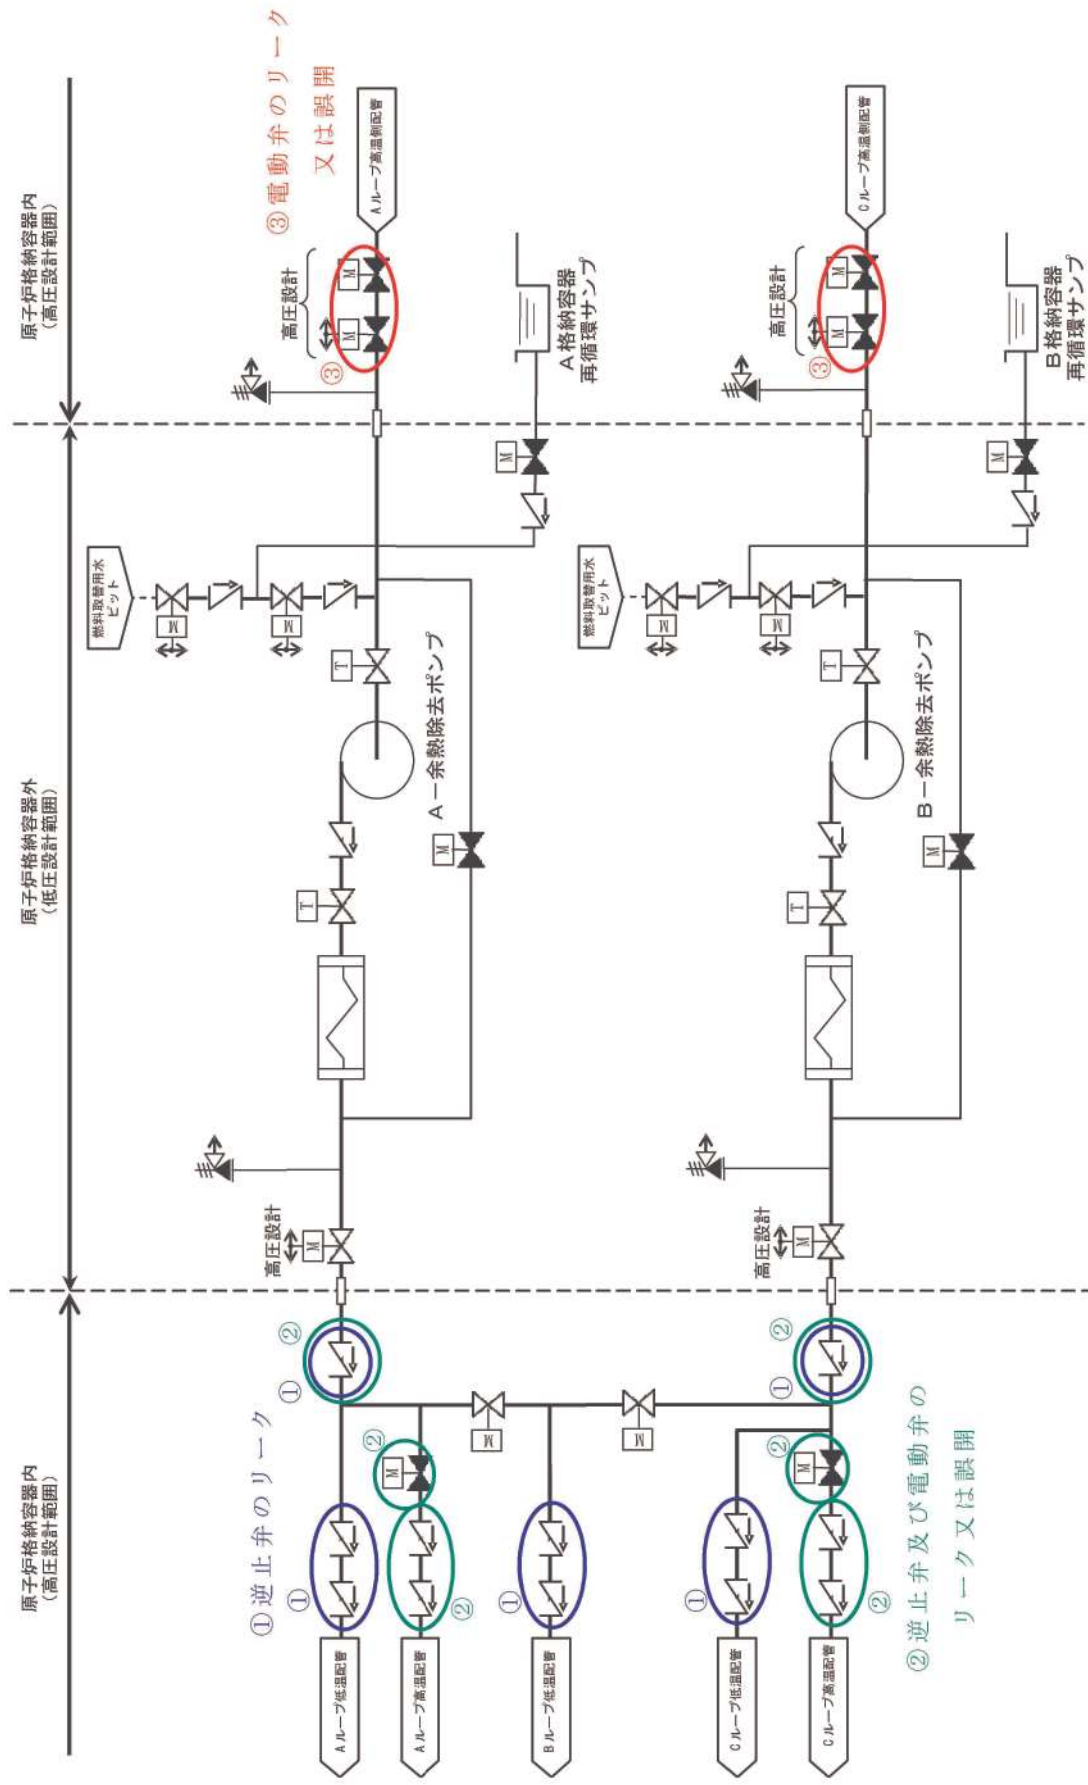 原子炉格納容器内
(高圧設計範囲)
原子炉格納容器外
(低圧設計範囲)
原子炉格納容器内
(高圧設計範囲)
①逆止弁のリーク
②逆止弁及び電動弁の
リーク又は誤開
③電動弁のリーク
又は誤開
Aループ低温配管
Aループ高温配管
Bループ低温配管
Cループ低温配管
Cループ高温配管
①
①
②
②
②
①
①
①
②
②
②
M
M
M
M
高圧設計
M
T
T
A-余熱除去ポンプ
M
燃料取替用水
ピット
M
M
M
A格納容器
再循環サンプ
高圧設計
M
M
③
Aループ高温側配管
高圧設計
M
T
T
B-余熱除去ポンプ
M
燃料取替用水
ピット
M
M
M
B格納容器
再循環サンプ
高圧設計
M
M
③
Cループ高温側配管